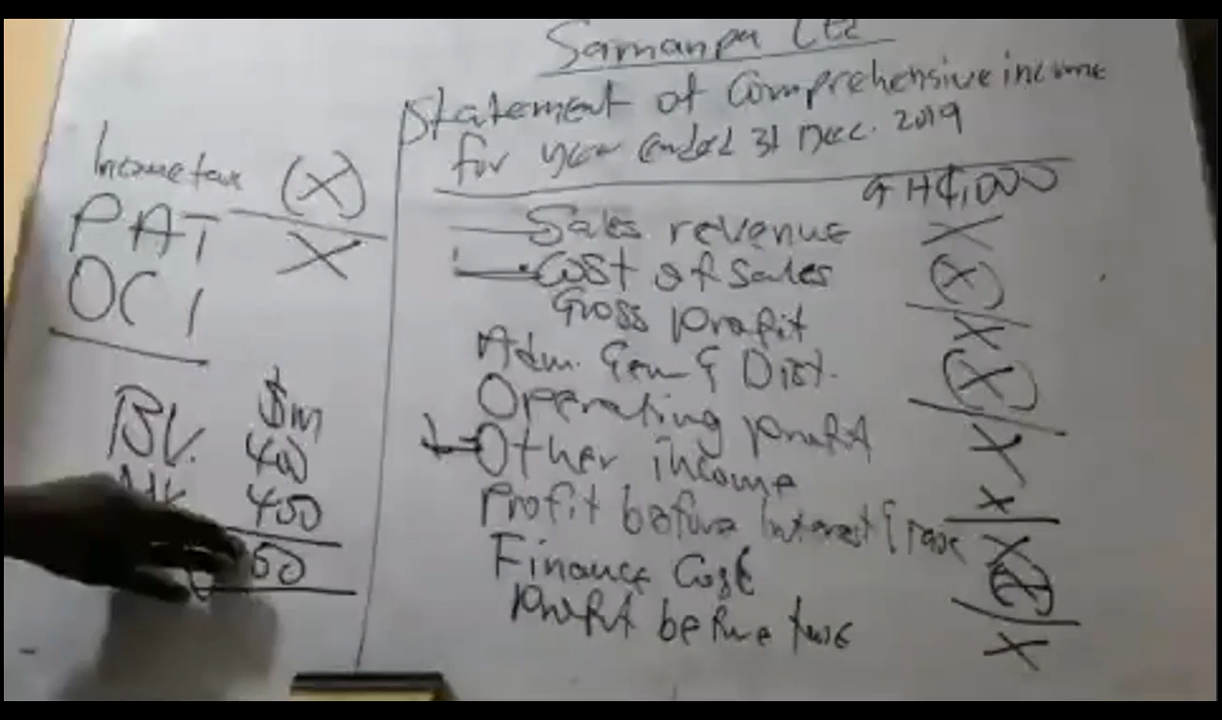 Samanpa Ltd
Statement of Comprehensive income
for year ended 31 Dec. 2019
GH₵,000
Sales revenue X
Cost of Sales (X)
Gross profit X
Adm. Gen & Dist. (X)
Operating profit X
Other income X
Profit before interest & tax X
Finance Cost (X)
Profit before tax X
Income tax (X)
PAT X
OCI
$m
BV. 400
450
50